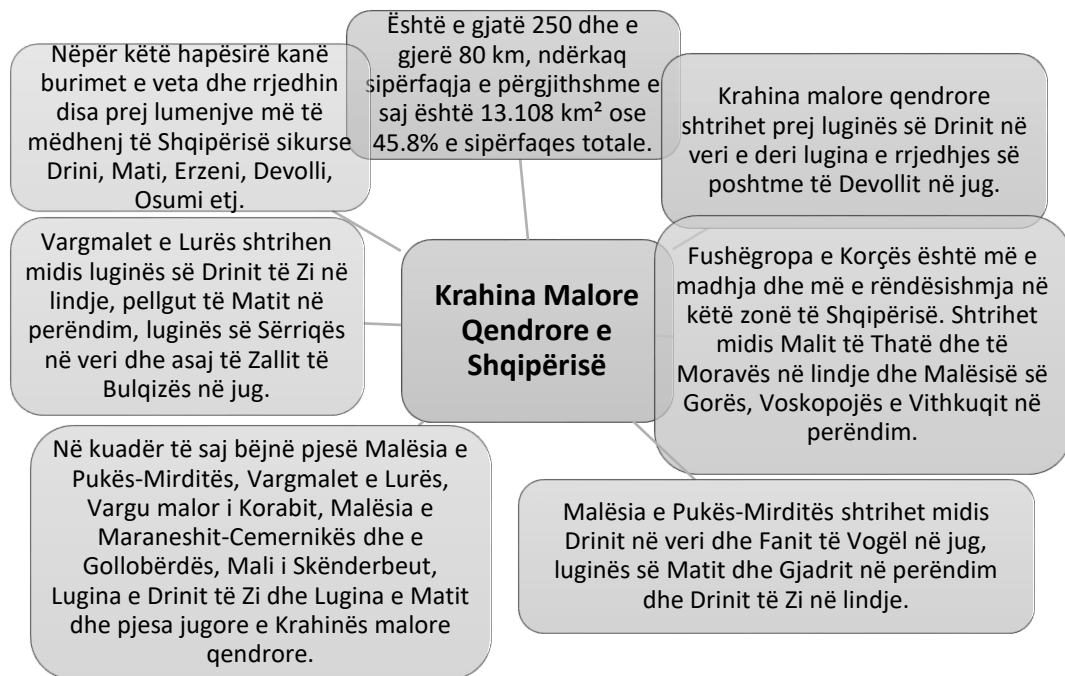 Nëpër këtë hapësirë kanë
burimet e veta dhe rrjedhin
disa prej lumenjve më të
mëdhenj të Shqipërisë sikurse
Drini, Mati, Erzeni, Devolli,
Osumi etj.
Është e gjatë 250 dhe e
gjerë 80 km, ndërkaq
sipërfaqja e përgjithshme e
saj është 13.108 km² ose
45.8% e sipërfaqes totale.
Krahina malore qendrore
shtrihet prej luginës së Drinit në
veri e deri lugina e rrjedhjes së
poshtme të Devollit në jug.
Vargmalet e Lurës shtrihen
midis luginës së Drinit të Zi në
lindje, pellgut të Matit në
perëndim, luginës së Sërriqës
në veri dhe asaj të Zallit të
Bulqizës në jug.
Krahina Malore
Qendrore e
Shqipërisë
Fushëgropa e Korçës është më e
madhja dhe më e rëndësishmja në
këtë zonë të Shqipërisë. Shtrihet
midis Malit të Thatë dhe të
Moravës në lindje dhe Malësisë së
Gorës, Voskopojës e Vithkuqit në
perëndim.
Në kuadër të saj bëjnë pjesë Malësia e
Pukës-Mirditës, Vargmalet e Lurës,
Vargu malor i Korabit, Malësia e
Maraneshit-Cemernikës dhe e
Gollobërdës, Mali i Skënderbeut,
Lugina e Drinit të Zi dhe Lugina e Matit
dhe pjesa jugore e Krahinës malore
qendrore.
Malësia e Pukës-Mirditës shtrihet midis
Drinit në veri dhe Fanit të Vogël në jug,
luginës së Matit dhe Gjadrit në perëndim
dhe Drinit të Zi në lindje.